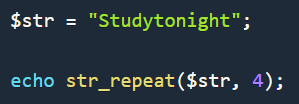 $str = "Studytonight";
echo str_repeat($str, 4);